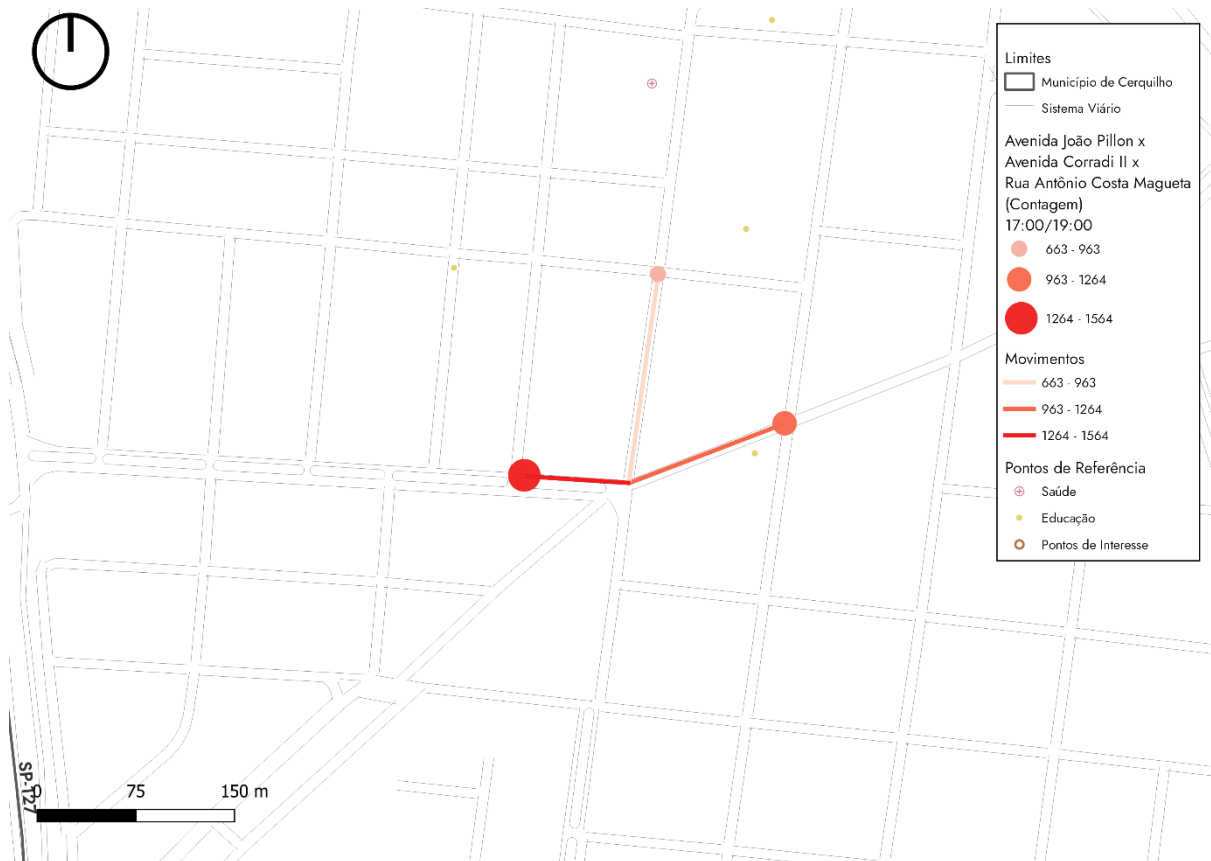 Limites
Município de Cerquilho
Sistema Viário
Avenida João Pillon x
Avenida Corradi II x
Rua Antônio Costa Magueta
(Contagem)
17:00/19:00
663 - 963
963 - 1264
1264 - 1564
Movimentos
663 - 963
963 - 1264
1264 - 1564
Pontos de Referência
Saúde
Educação
Pontos de Interesse
SP-127
0 75 150 m